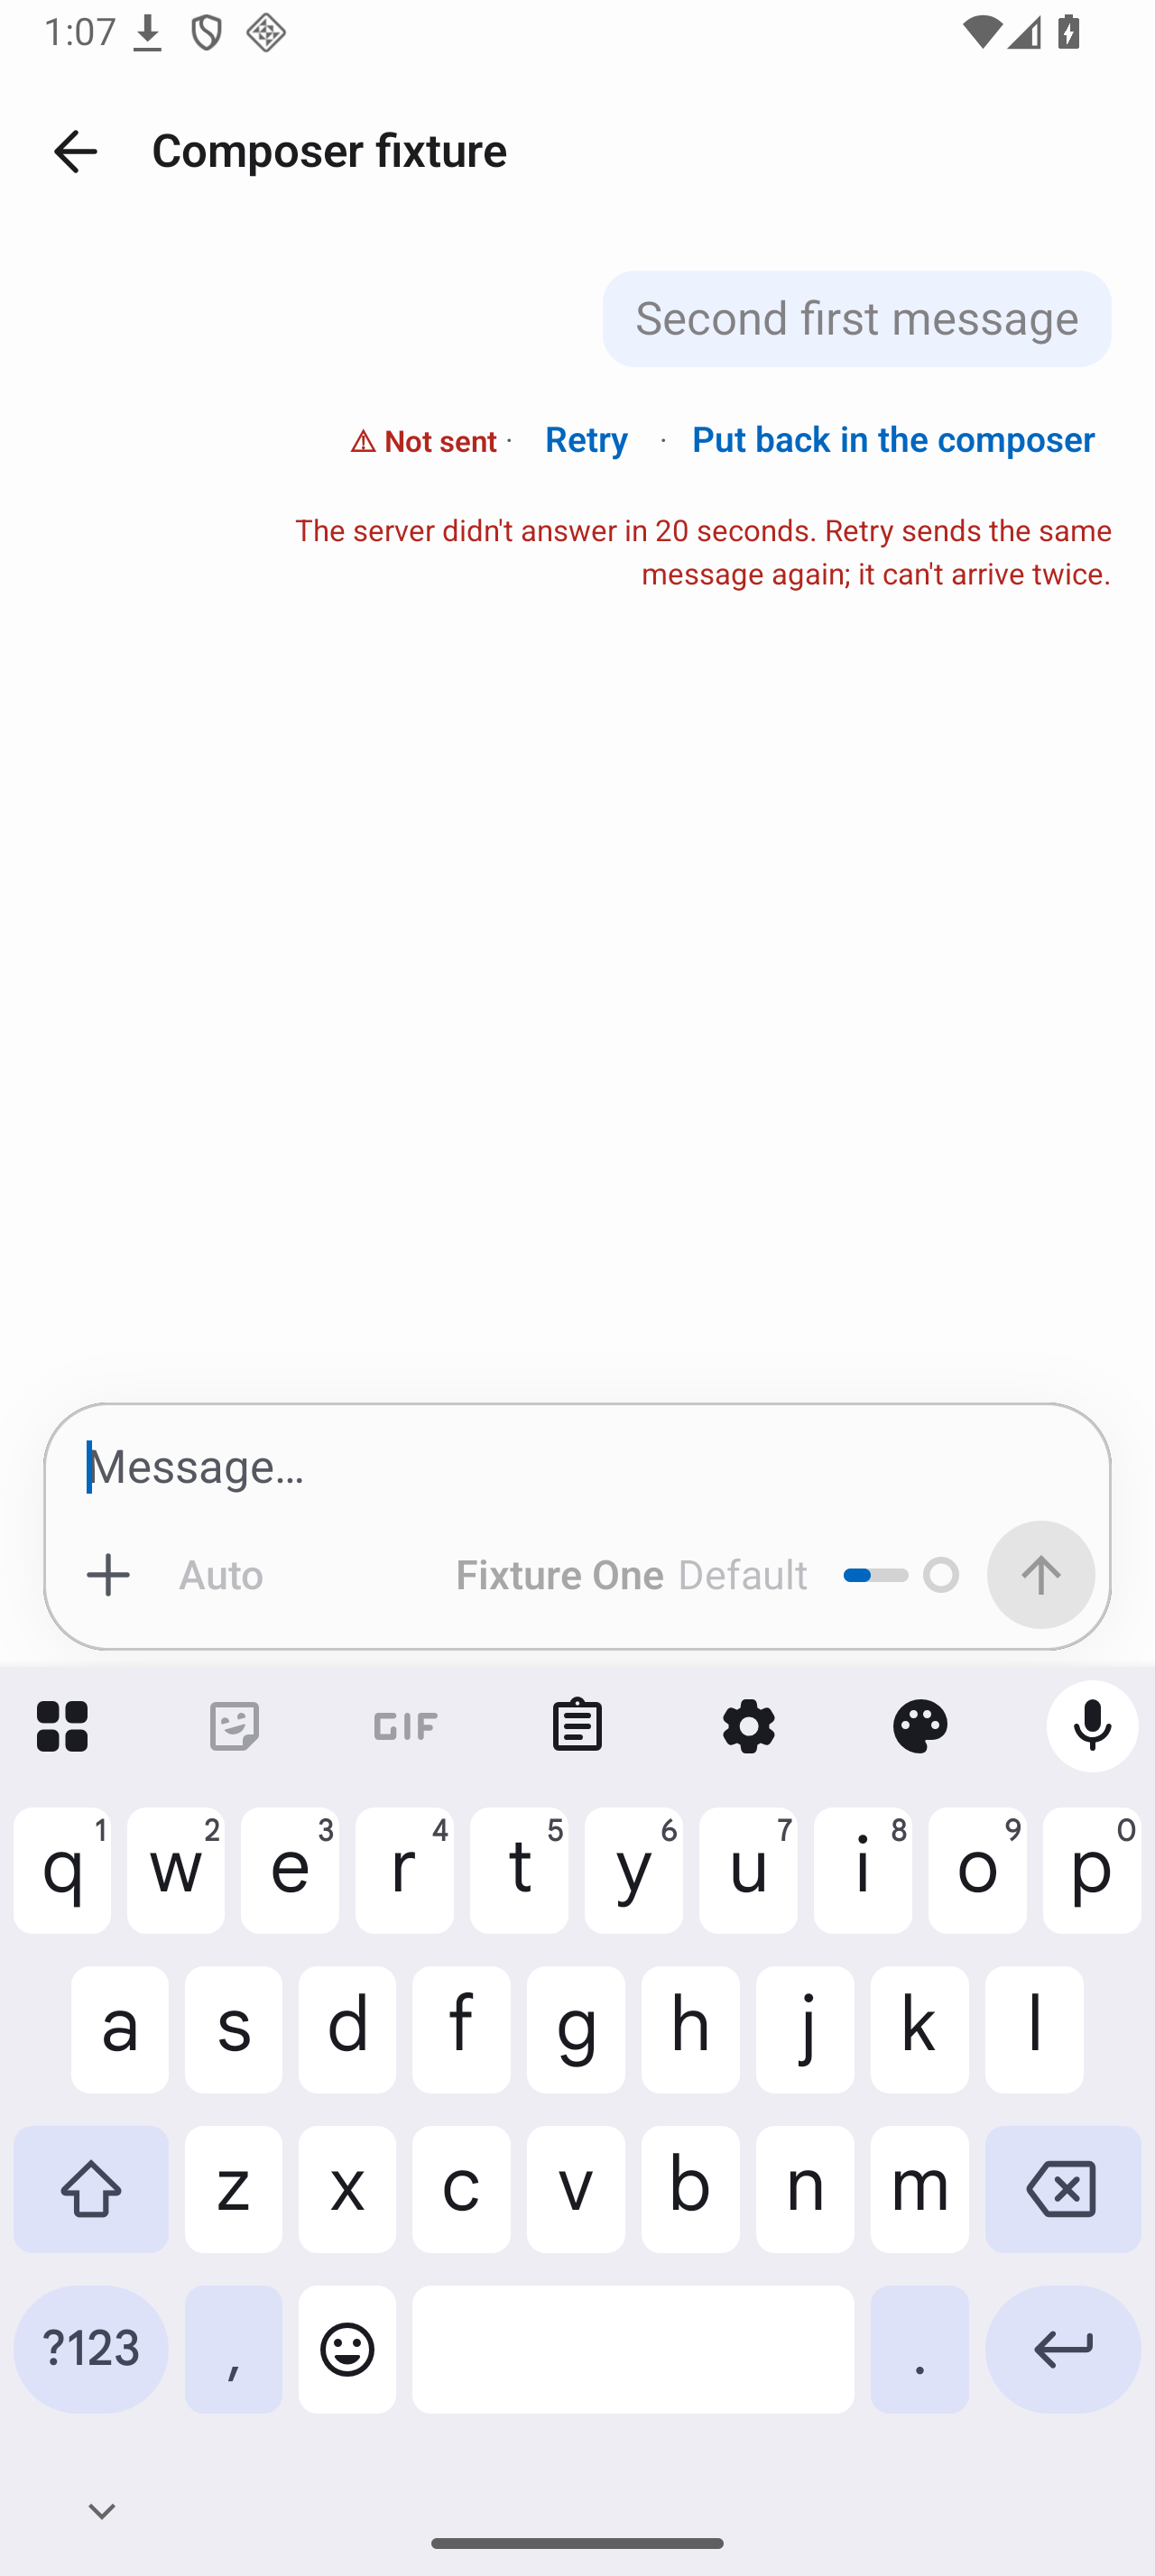 1:07
Composer fixture
Second first message
⚠ Not sent · Retry · Put back in the composer
The server didn't answer in 20 seconds. Retry sends the same
message again; it can't arrive twice.
Message…
Auto Fixture One Default
GIF
q1 w2 e3 r4 t5 y6 u7 i8 o9 p0
a s d f g h j k l
z x c v b n m
?123 , .